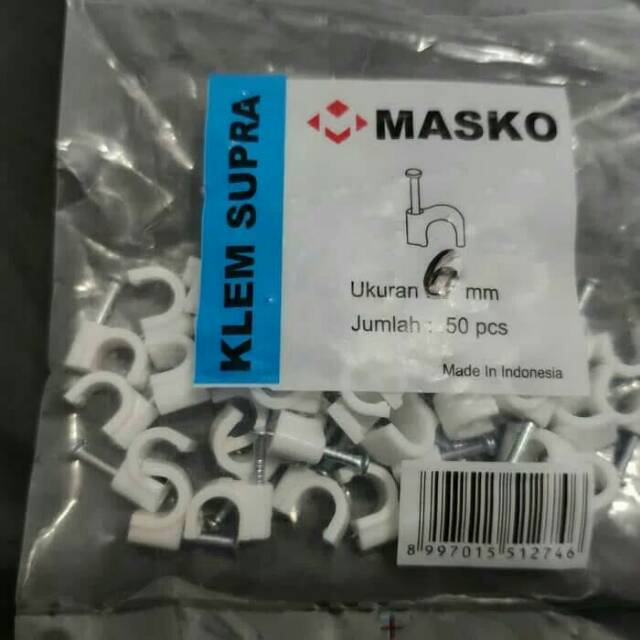 KLEM SUPRA
MASKO
Ukuran 6 mm
Jumlah : 50 pcs
Made In Indonesia
8 997015 512746